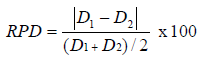 RPD = |D₁ − D₂| / ((D₁ + D₂) / 2) x 100